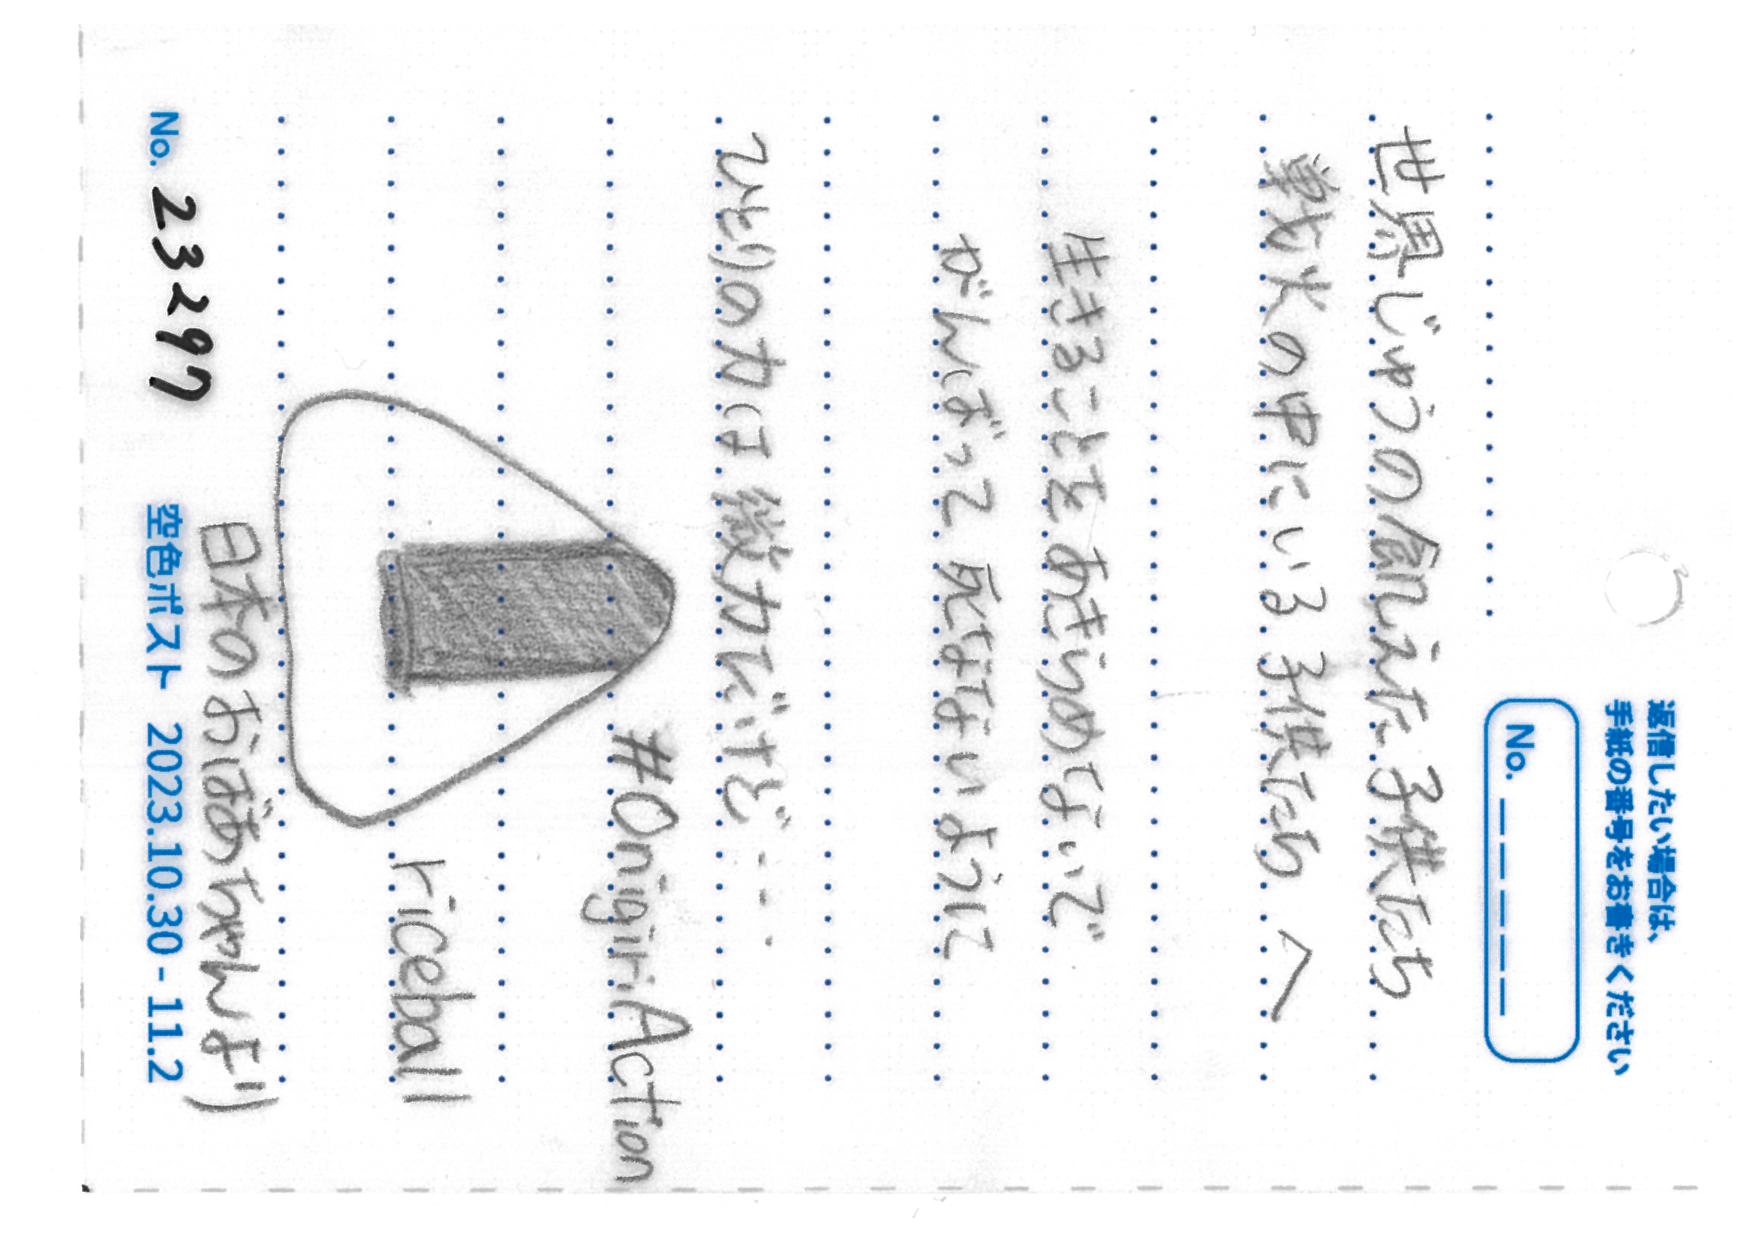 返信したい場合は、
手紙の番号をお書きください
No. _ _ _ _ _
世界じゅうの飢えた子供たち
戦火の中にいる子供たち へ
生きることを あきらめないで
がんばって 死なないように
ひとりの力は 微力だけど・・・
#OnigiriAction
riceball
日本のおばあちゃんより
No. 23297
空色ポスト 2023.10.30 - 11.2